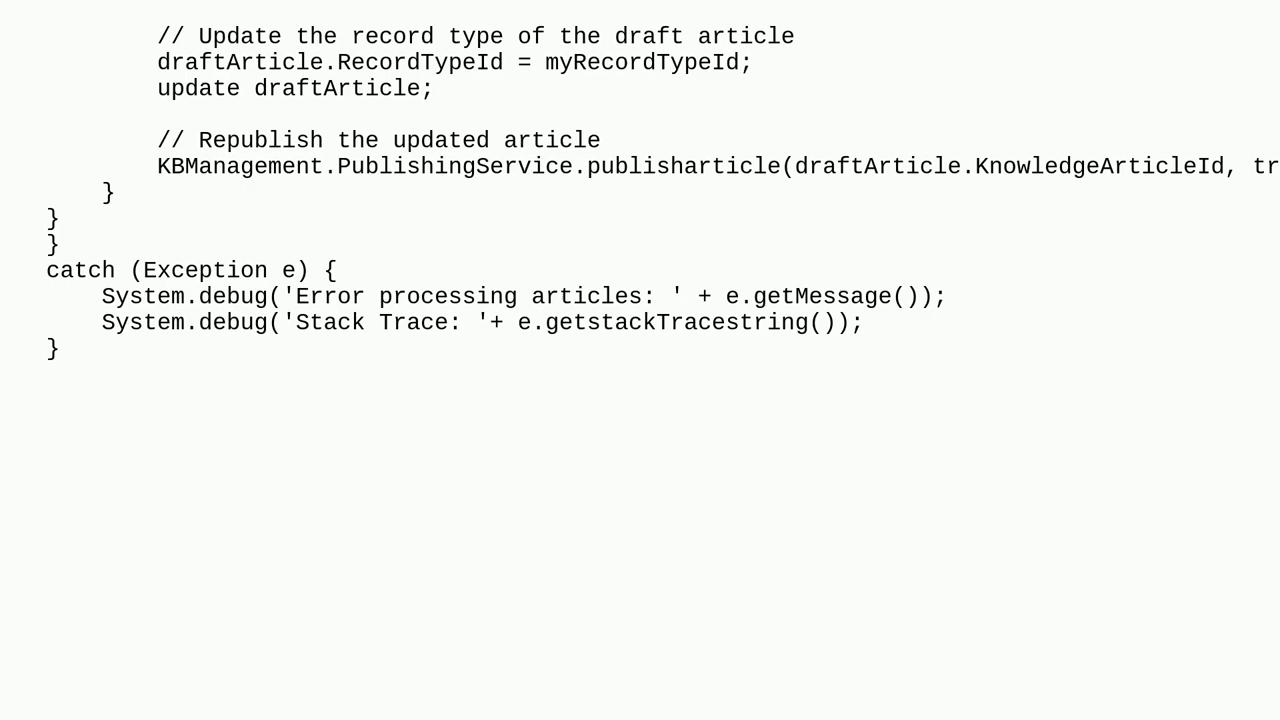 // Update the record type of the draft article
draftArticle.RecordTypeId = myRecordTypeId;
update draftArticle;
// Republish the updated article
KBManagement.PublishingService.publisharticle(draftArticle.KnowledgeArticleId, tr
}
}
}
catch (Exception e) {
System.debug('Error processing articles: ' + e.getMessage());
System.debug('Stack Trace: '+ e.getstackTracestring());
}